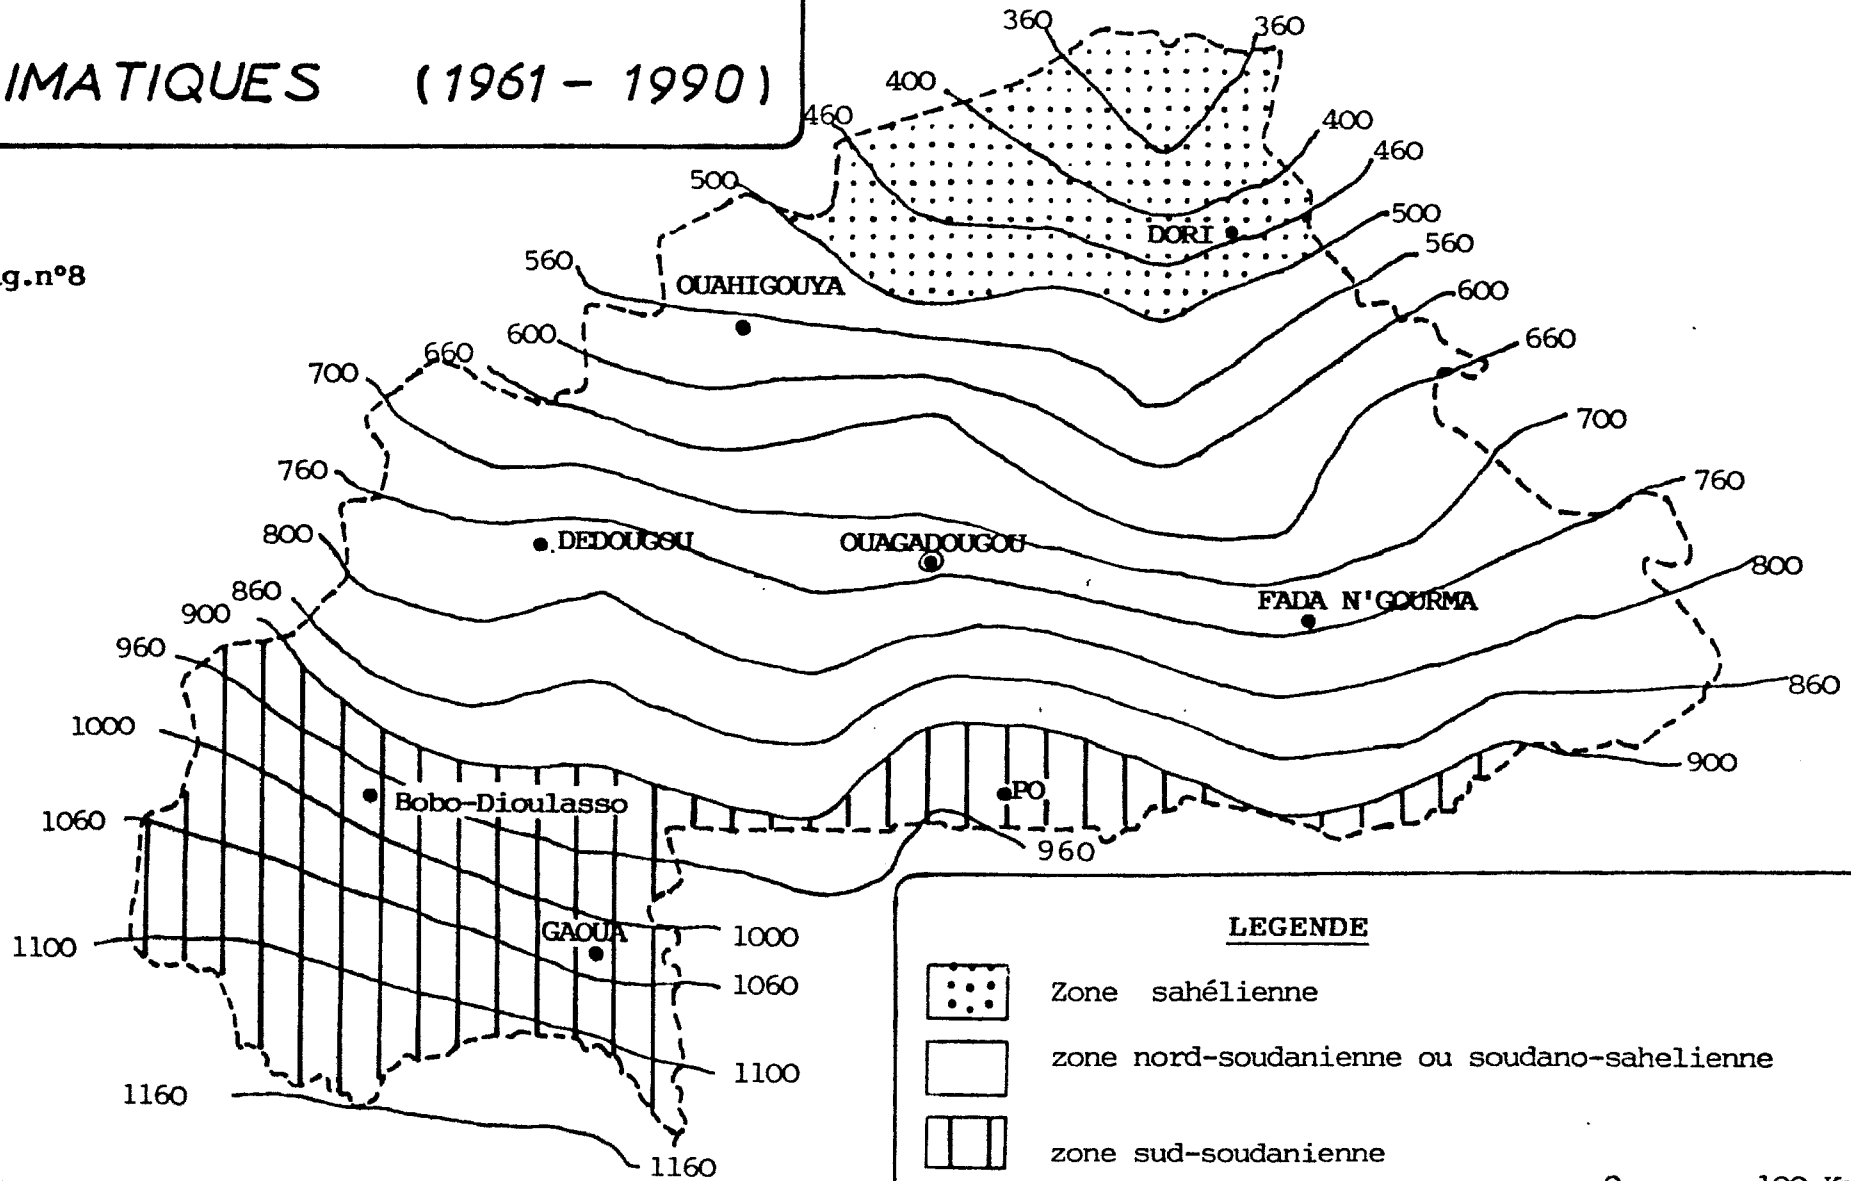 IMATIQUES (1961 - 1990)
g.n°8
360 360
400 400
460 460
500 500
DORI
560 560
OUAHIGOUYA
600 600
660 660
700 700
760 760
800 800
DEDOUGOU OUAGADOUGOU
FADA N'GOURMA
860 860
900 900
960 960
1000 1000
Bobo-Dioulasso PO
1060 1060
GAOUA
1100 1100
1160 1160
LEGENDE
Zone sahélienne
zone nord-soudanienne ou soudano-sahelienne
zone sud-soudanienne